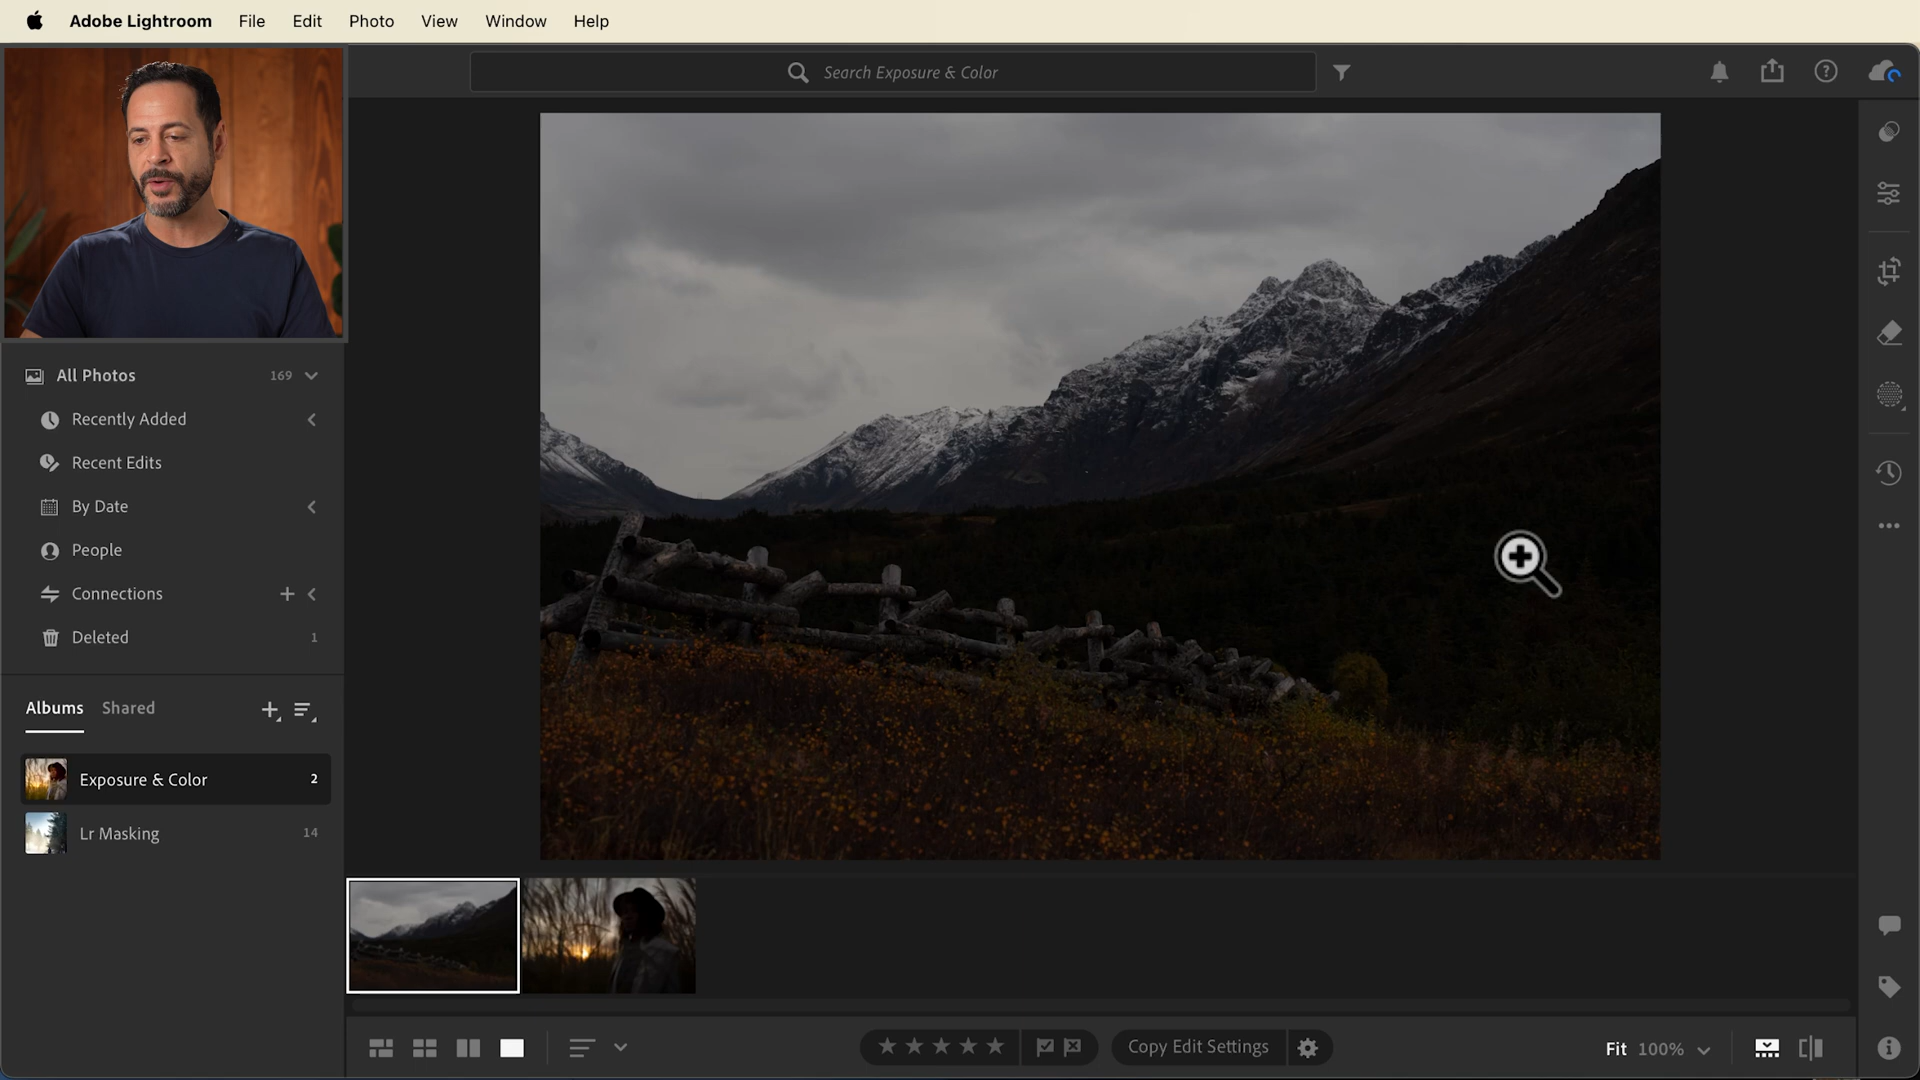 Adobe Lightroom File Edit Photo View Window Help
Search Exposure & Color
All Photos 169
Recently Added
Recent Edits
By Date
People
Connections
Deleted 1
Albums Shared
Exposure & Color 2
Lr Masking 14
Copy Edit Settings
Fit 100%